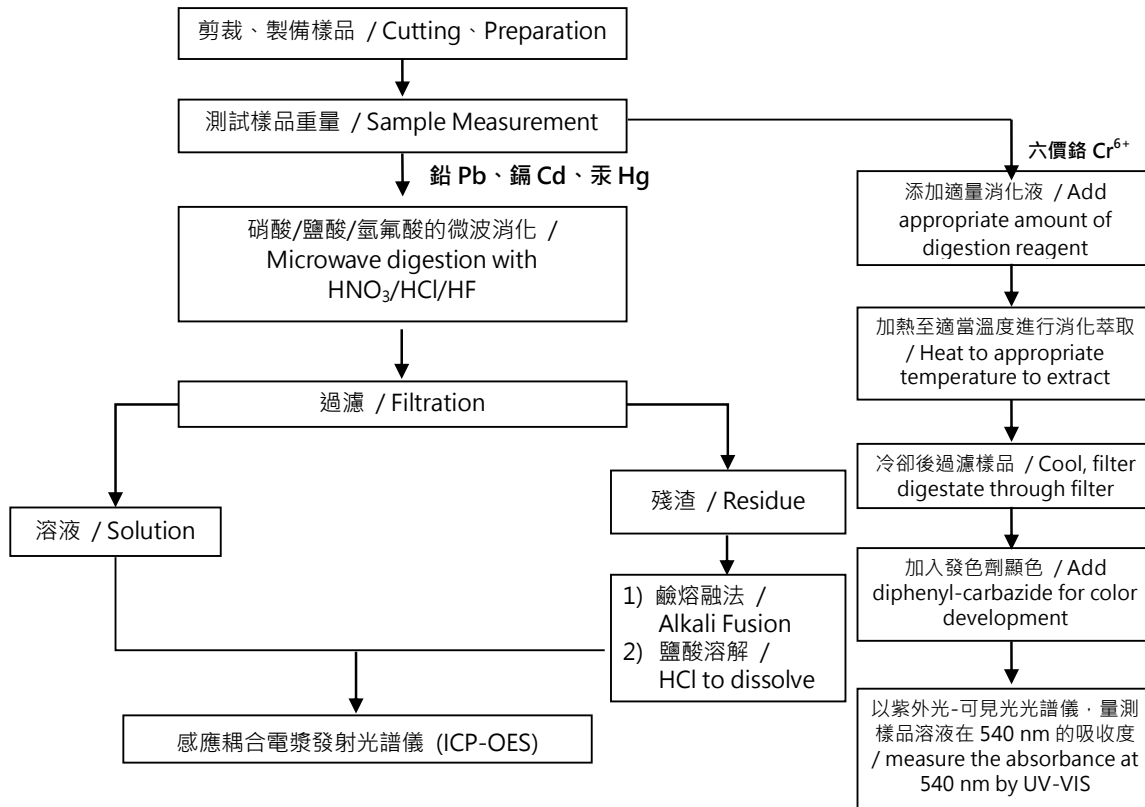 剪裁、製備樣品 / Cutting、Preparation
測試樣品重量 / Sample Measurement
鉛 Pb、鎘 Cd、汞 Hg
硝酸/鹽酸/氫氟酸的微波消化 /
Microwave digestion with
HNO₃/HCl/HF
過濾 / Filtration
溶液 / Solution
殘渣 / Residue
1) 鹼熔融法 /
Alkali Fusion
2) 鹽酸溶解 /
HCl to dissolve
感應耦合電漿發射光譜儀 (ICP-OES)
六價鉻 Cr⁶⁺
添加適量消化液 / Add
appropriate amount of
digestion reagent
加熱至適當溫度進行消化萃取
/ Heat to appropriate
temperature to extract
冷卻後過濾樣品 / Cool, filter
digestate through filter
加入發色劑顯色 / Add
diphenyl-carbazide for color
development
以紫外光-可見光光譜儀，量測
樣品溶液在 540 nm 的吸收度
/ measure the absorbance at
540 nm by UV-VIS